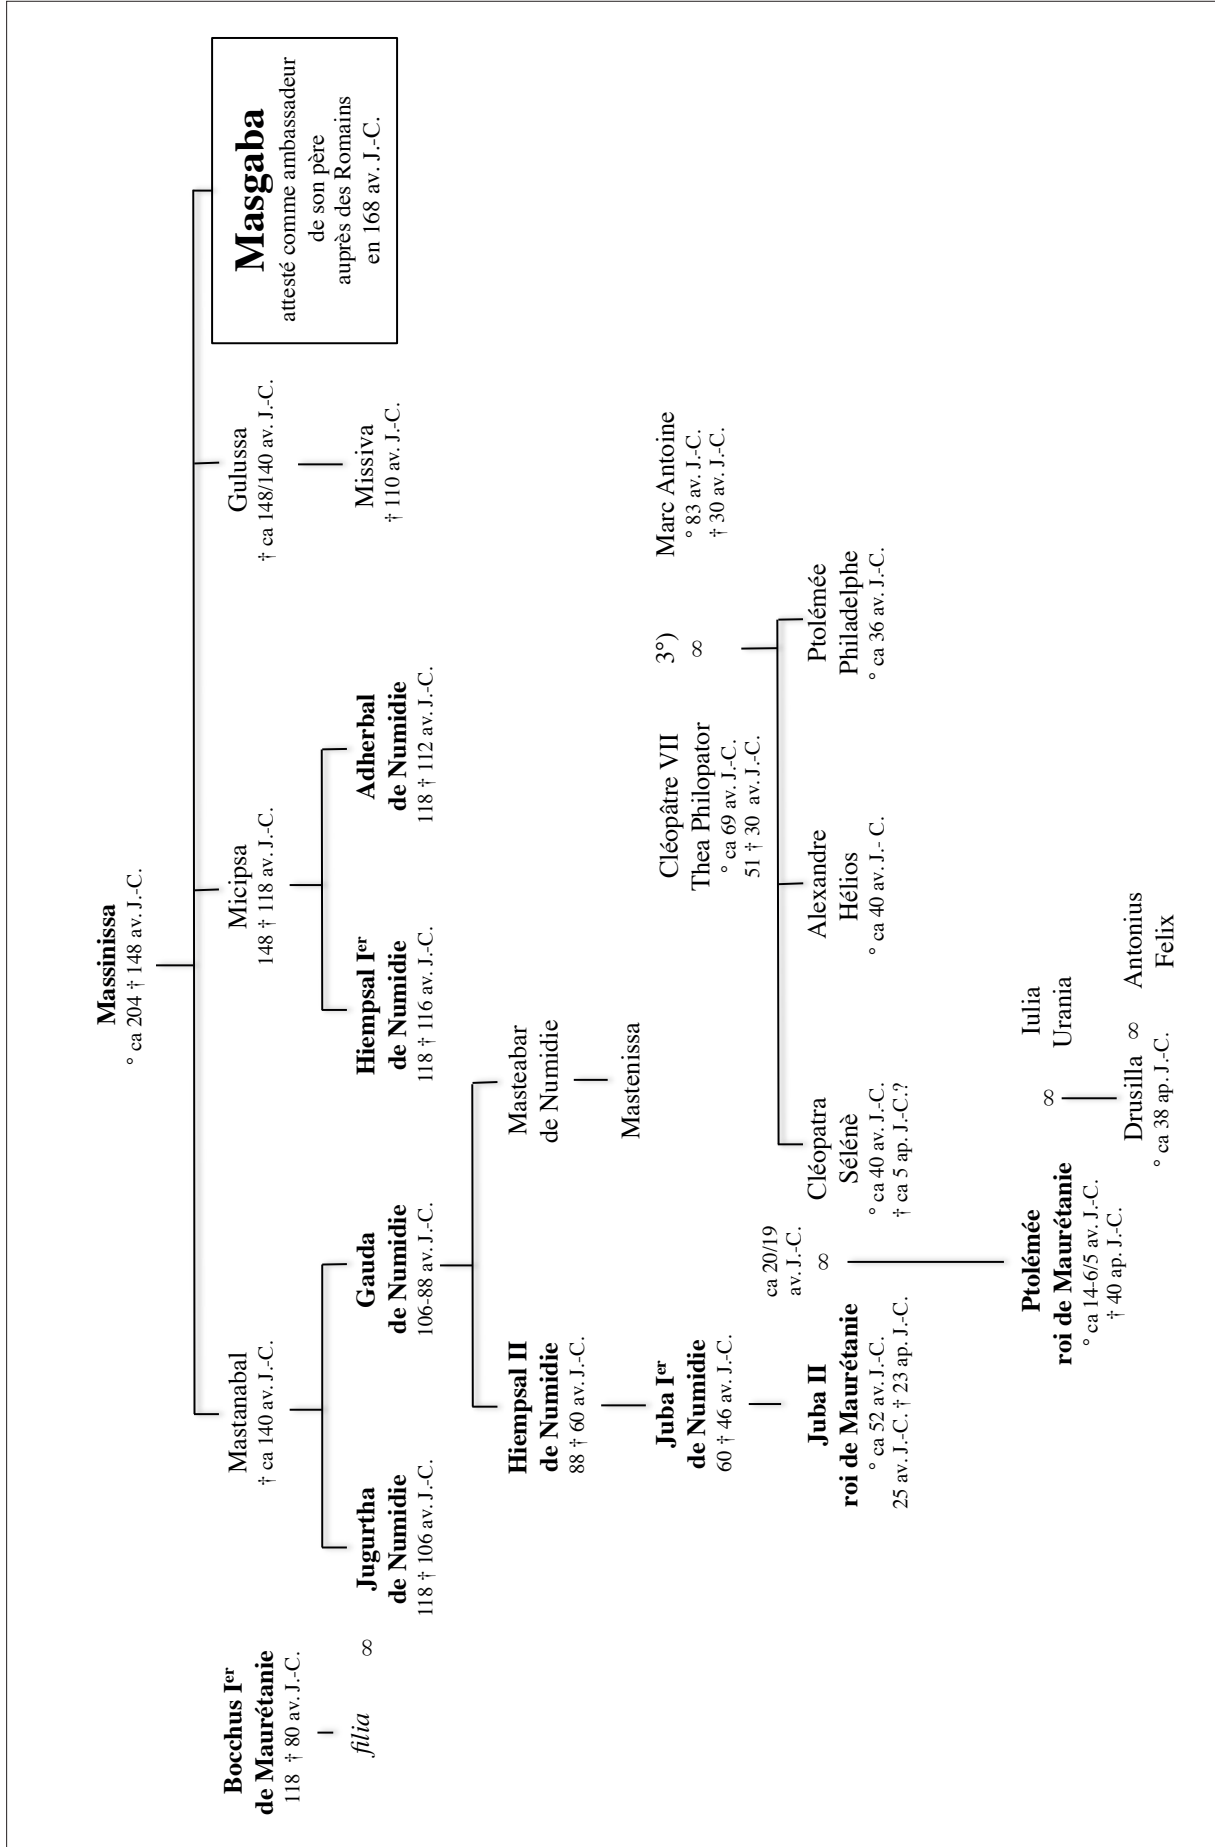 Massinissa
° ca 204 † 148 av. J.-C.
Bocchus Ier
de Maurétanie
118 † 80 av. J.-C.
filia
∞
Mastanabal
† ca 140 av. J.-C.
Micipsa
148 † 118 av. J.-C.
Gulussa
† ca 148/140 av. J.-C.
Masgaba
attesté comme ambassadeur
de son père
auprès des Romains
en 168 av. J.-C.
Jugurtha
de Numidie
118 † 106 av. J.-C.
Gauda
de Numidie
106-88 av. J.-C.
Hiempsal Ier
de Numidie
118 † 116 av. J.-C.
Adherbal
de Numidie
118 † 112 av. J.-C.
Missiva
† 110 av. J.-C.
Hiempsal II
de Numidie
88 † 60 av. J.-C.
Masteabar
de Numidie
Mastenissa
Juba Ier
de Numidie
60 † 46 av. J.-C.
Cléopâtre VII
Thea Philopator
° ca 69 av. J.-C.
51 † 30 av. J.-C.
3°)
∞
Marc Antoine
° 83 av. J.-C.
† 30 av. J.-C.
Juba II
roi de Maurétanie
° ca 52 av. J.-C.
25 av. J.-C. † 23 ap. J.-C.
ca 20/19
av. J.-C.
∞
Cléopatra
Sélénè
° ca 40 av. J.-C.
† ca 5 ap. J.-C.?
Alexandre
Hélios
° ca 40 av. J.- C.
Ptolémée
Philadelphe
° ca 36 av. J.-C.
Ptolémée
roi de Maurétanie
° ca 14-6/5 av. J.-C.
† 40 ap. J.-C.
∞
Iulia
Urania
Drusilla
° ca 38 ap. J.-C.
∞
Antonius
Felix